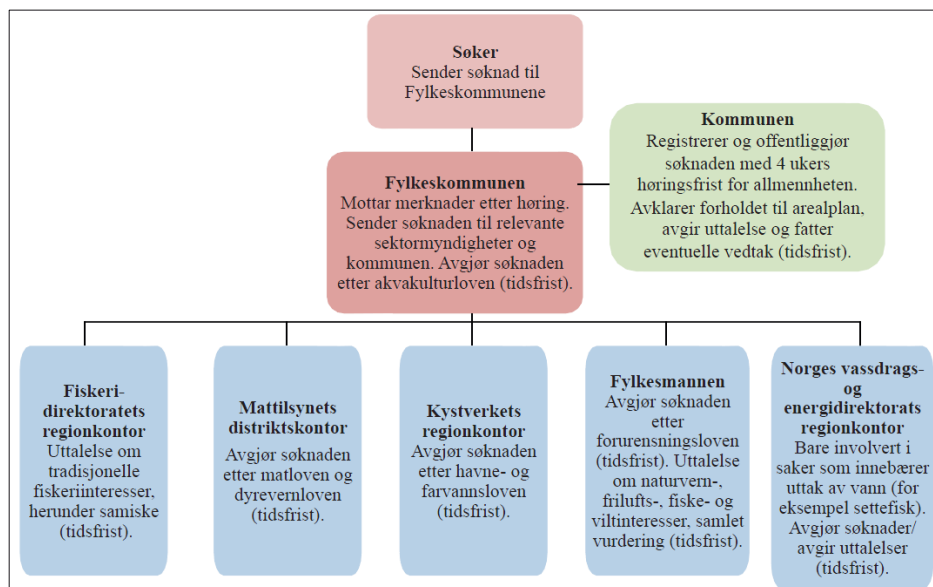 Søker
Sender søknad til
Fylkeskommunene
Kommunen
Registrerer og offentliggjør
søknaden med 4 ukers
høringsfrist for allmennheten.
Avklarer forholdet til arealplan,
avgir uttalelse og fatter
eventuelle vedtak (tidsfrist).
Fylkeskommunen
Mottar merknader etter høring.
Sender søknaden til relevante
sektormyndigheter og
kommunen. Avgjør søknaden
etter akvakulturloven (tidsfrist).
Fiskeri-
direktoratets
regionkontor
Uttalelse om
tradisjonelle
fiskeriinteresser,
herunder samiske
(tidsfrist).
Mattilsynets
distriktskontor
Avgjør søknaden
etter matloven og
dyrevernloven
(tidsfrist).
Kystverkets
regionkontor
Avgjør søknaden
etter havne- og
farvannsloven
(tidsfrist).
Fylkesmannen
Avgjør søknaden
etter
forurensningsloven
(tidsfrist). Uttalelse
om naturvern-,
frilufts-, fiske- og
viltinteresser, samlet
vurdering (tidsfrist).
Norges vassdrags-
og
energidirektorats
regionkontor
Bare involvert i
saker som innebærer
uttak av vann (for
eksempel settefisk).
Avgjør søknader/
avgir uttalelser
(tidsfrist).